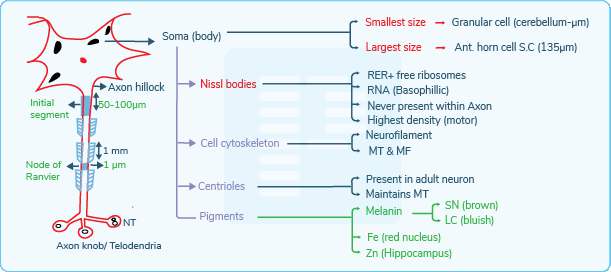 Soma (body)
Smallest size → Granular cell (cerebellum-µm)
Largest size → Ant. horn cell S.C (135µm)
Axon hillock
Initial
segment
50-100µm
1 mm
Node of
Ranvier
1 µm
NT
Axon knob/ Telodendria
Nissl bodies
RER+ free ribosomes
RNA (Basophillic)
Never present within Axon
Highest density (motor)
Cell cytoskeleton
Neurofilament
MT & MF
Centrioles
Present in adult neuron
Maintains MT
Pigments
Melanin
SN (brown)
LC (bluish)
Fe (red nucleus)
Zn (Hippocampus)